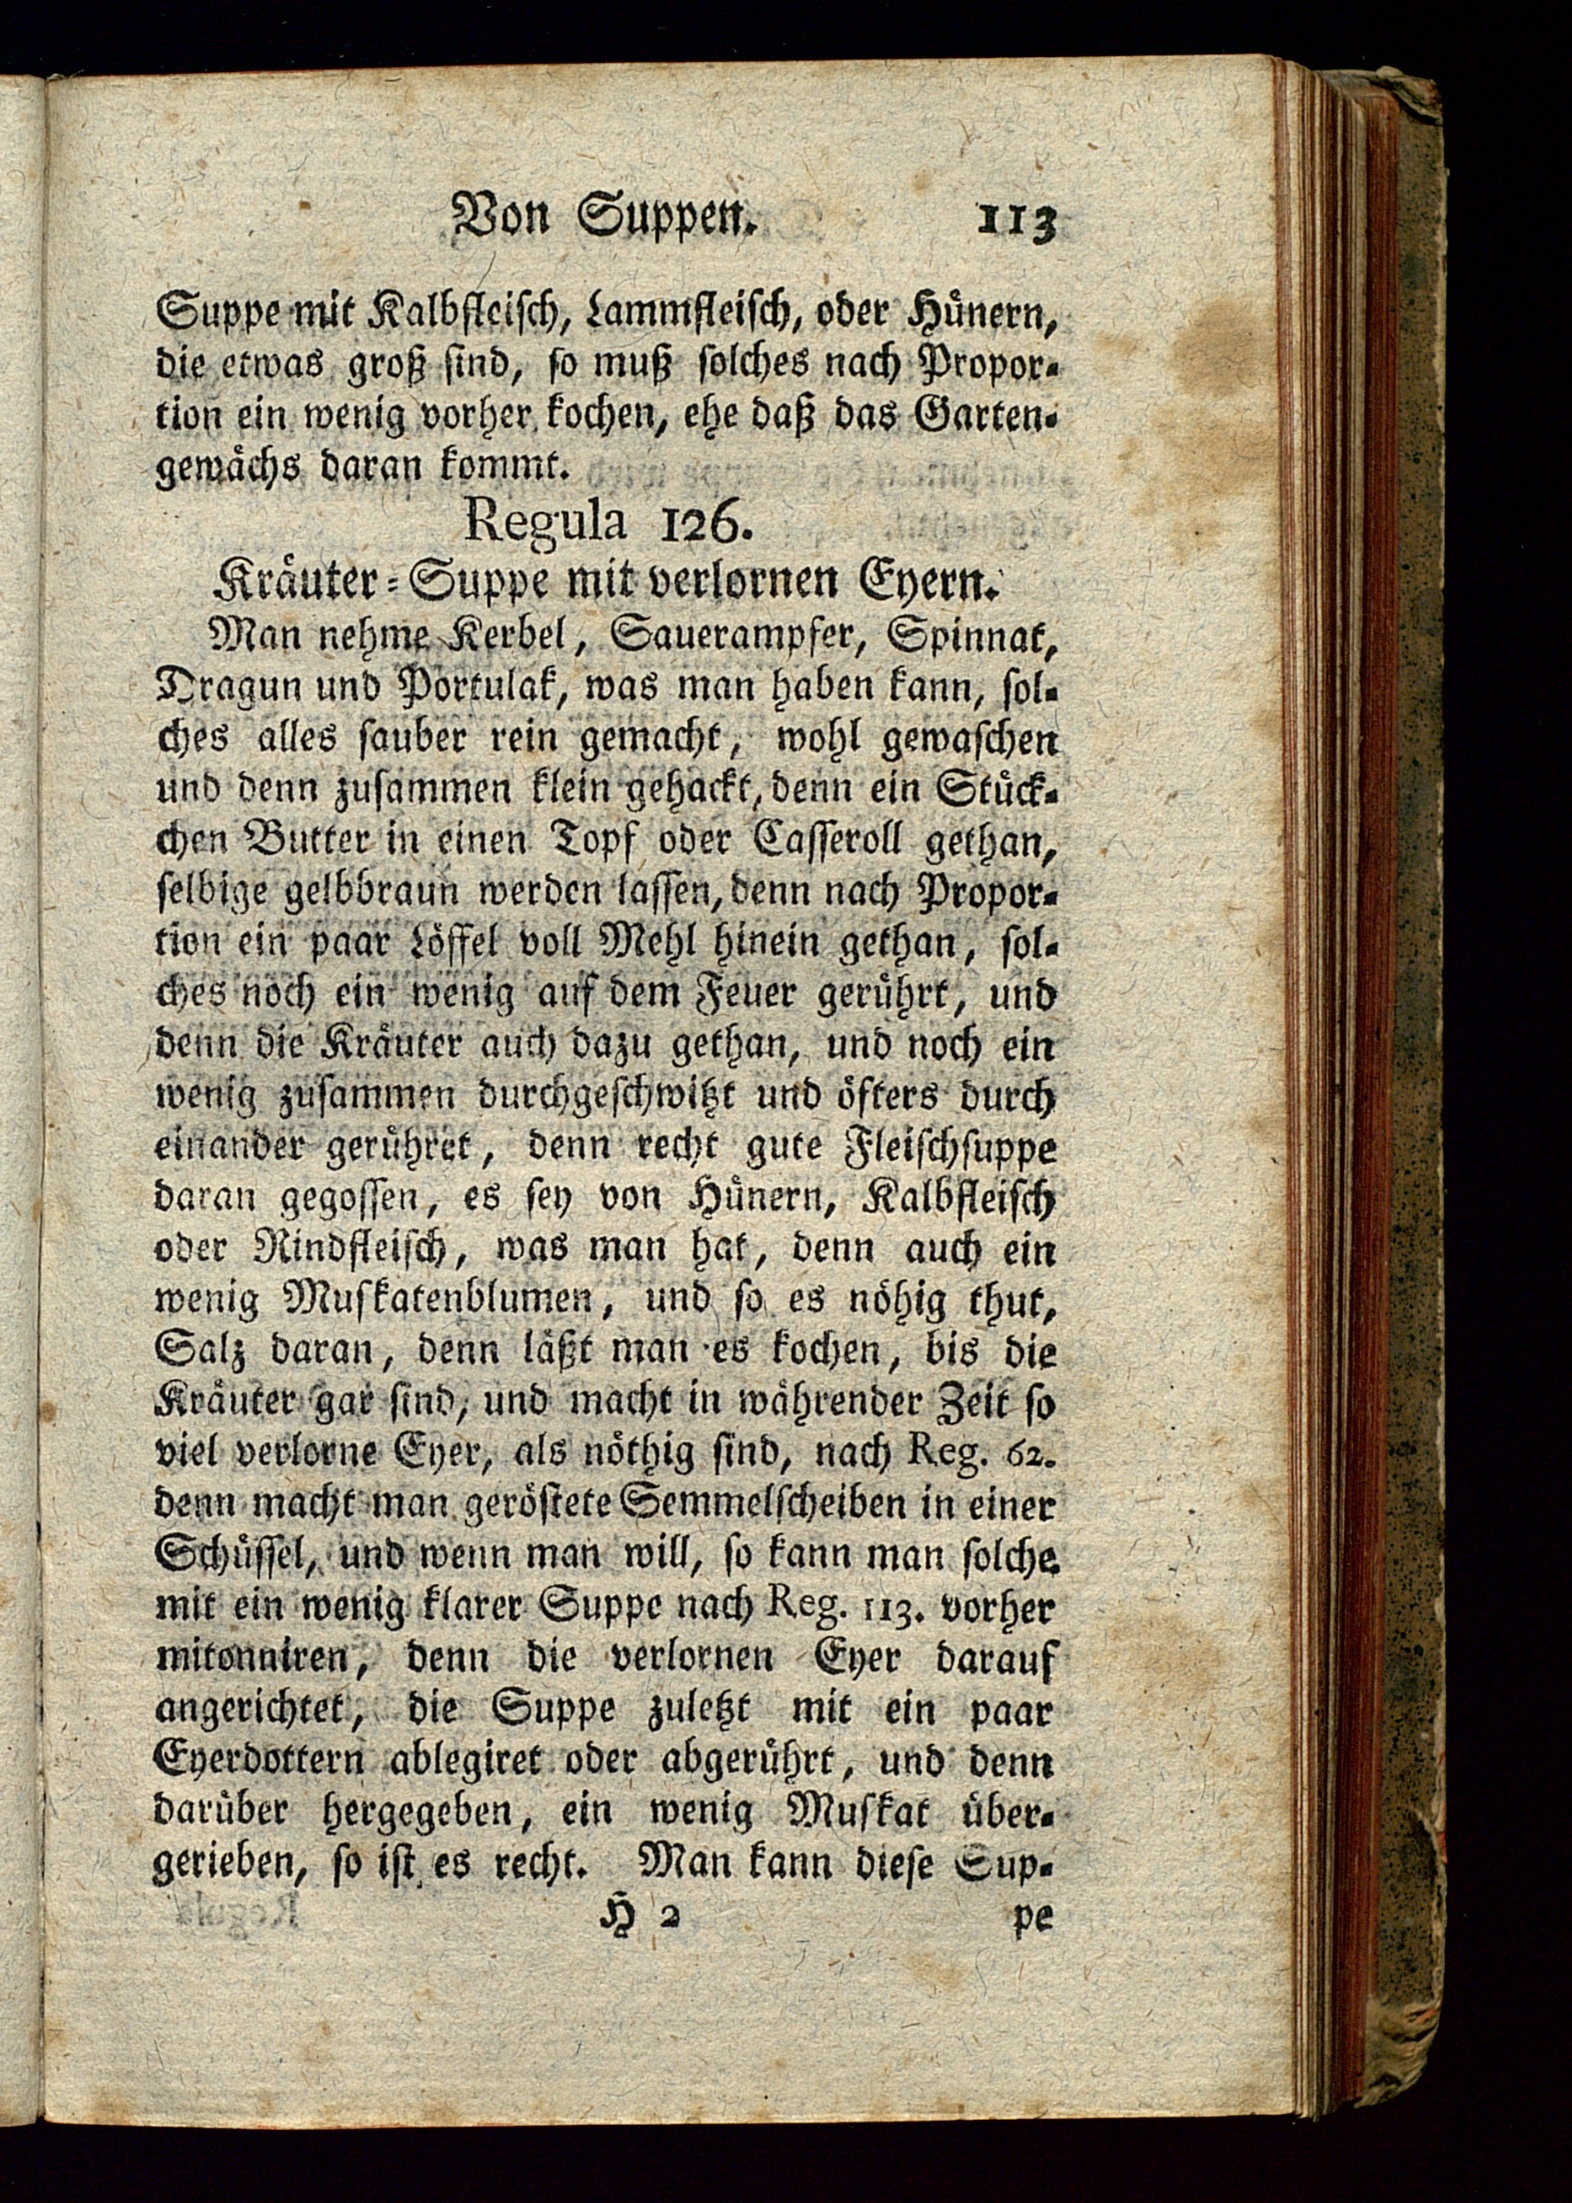 Von Suppen. 113
Suppe mit Kalbfleisch, Lammfleisch, oder Hünern,
die etwas groß sind, so muß solches nach Propor-
tion ein wenig vorher kochen, ehe daß das Garten-
gewächs daran kommt.
Regula 126.
Kräuter-Suppe mit verlornen Eyern.
Man nehme Kerbel, Sauerampfer, Spinnat,
Dragun und Portulak, was man haben kann, sol-
ches alles sauber rein gemacht, wohl gewaschen
und denn zusammen klein gehackt, denn ein Stück-
chen Butter in einen Topf oder Casseroll gethan,
selbige gelbbraun werden lassen, denn nach Propor-
tion ein paar Löffel voll Mehl hinein gethan, sol-
ches noch ein wenig auf dem Feuer gerührt, und
denn die Kräuter auch dazu gethan, und noch ein
wenig zusammen durchgeschwitzt und öfters durch
einander gerühret, denn recht gute Fleischsuppe
daran gegossen, es sey von Hünern, Kalbfleisch
oder Rindfleisch, was man hat, denn auch ein
wenig Muskatenblumen, und so es nöhig thut,
Salz daran, denn läßt man es kochen, bis die
Kräuter gar sind, und macht in während­er Zeit so
viel verlorne Eyer, als nöthig sind, nach Reg. 62.
denn macht man geröstete Semmelscheiben in einer
Schüssel, und wenn man will, so kann man solche
mit ein wenig klarer Suppe nach Reg. 113. vorher
mitonniren, denn die verlornen Eyer darauf
angerichtet, die Suppe zuletzt mit ein paar
Eyerdottern ablegiret oder abgerührt, und denn
darüber hergegeben, ein wenig Muskat über-
gerieben, so ist es recht. Man kann diese Sup-
H 2 pe